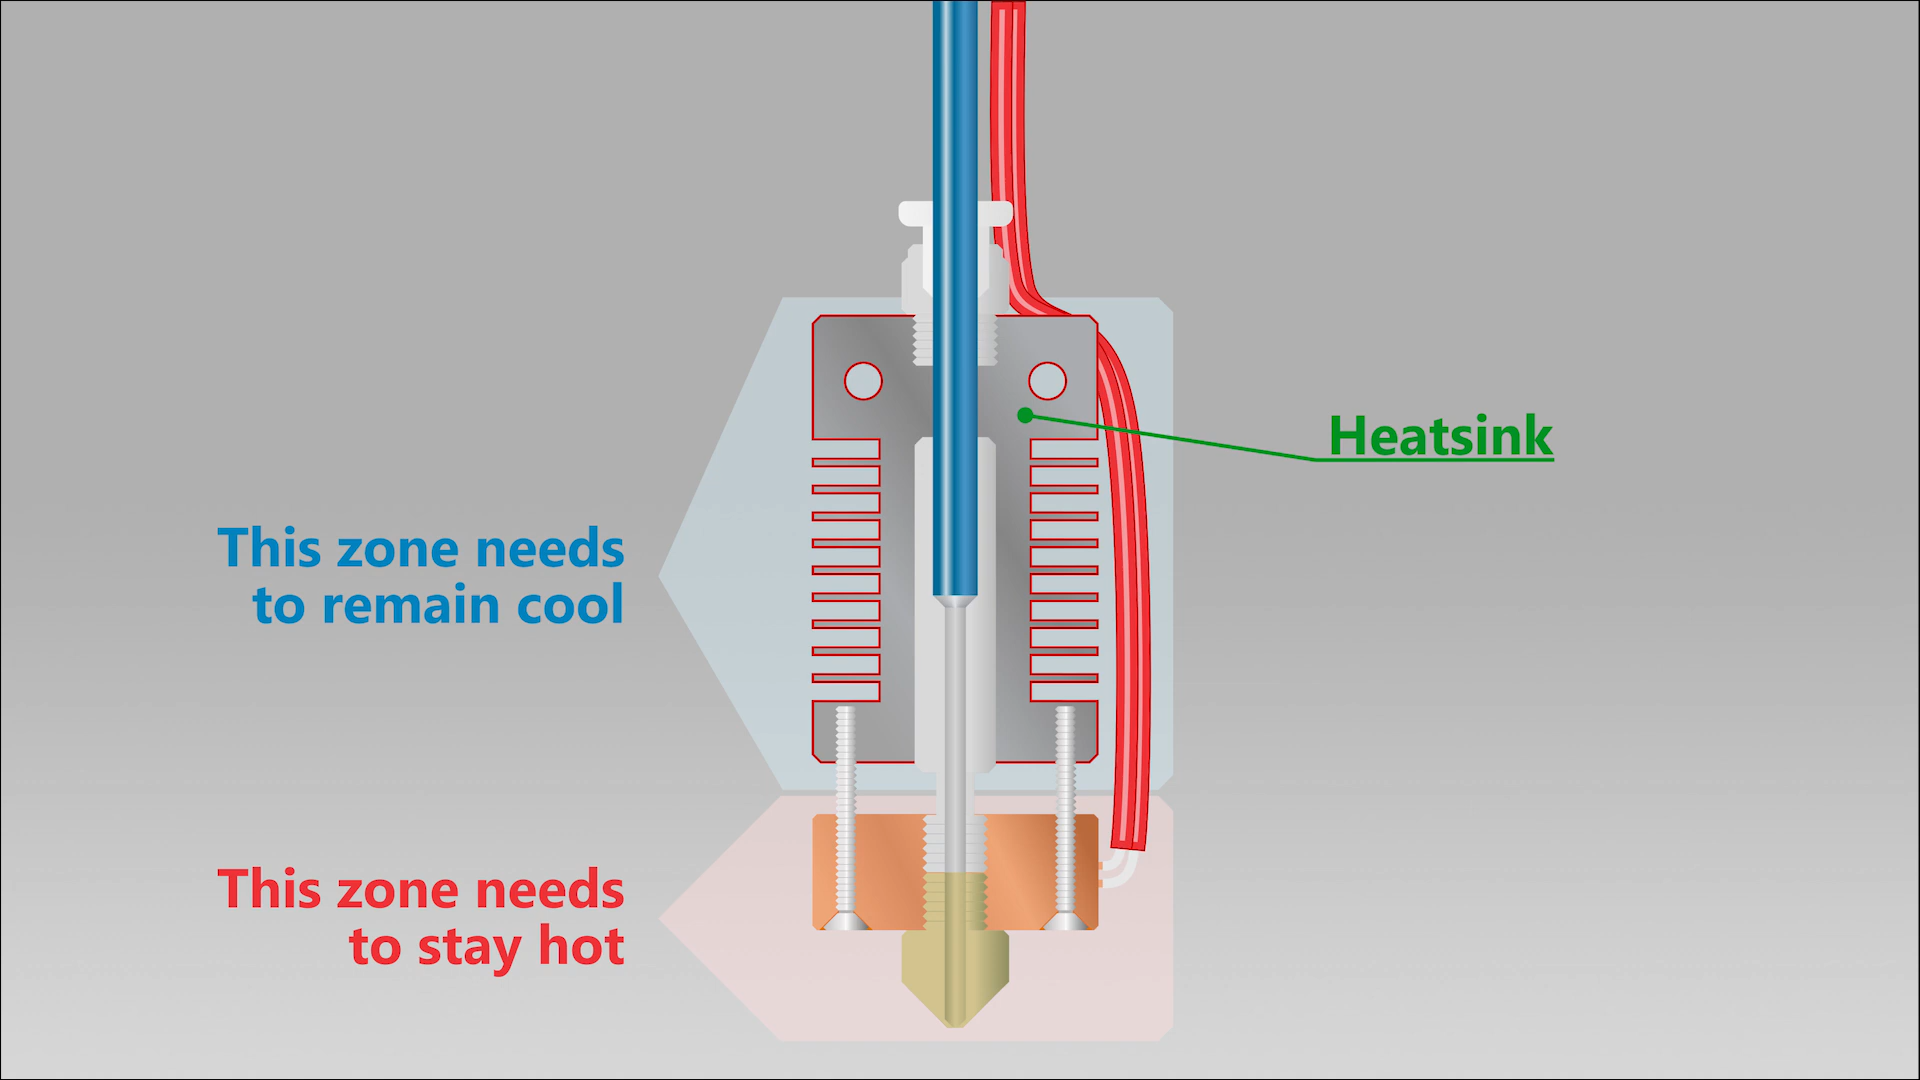 Heatsink
This zone needs
to remain cool
This zone needs
to stay hot